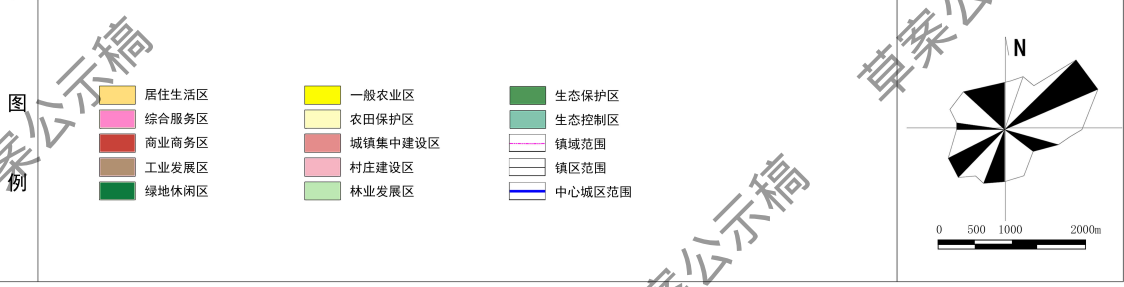 图例
居住生活区
综合服务区
商业商务区
工业发展区
绿地休闲区
一般农业区
农田保护区
城镇集中建设区
村庄建设区
林业发展区
生态保护区
生态控制区
镇域范围
镇区范围
中心城区范围
N
0 500 1000 2000m
案公示稿
草案公
案公示稿